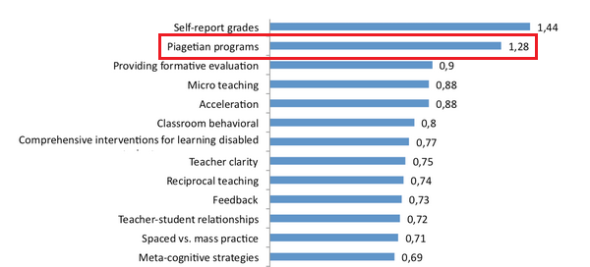 Self-report grades 1,44
Piagetian programs 1,28
Providing formative evaluation 0,9
Micro teaching 0,88
Acceleration 0,88
Classroom behavioral 0,8
Comprehensive interventions for learning disabled 0,77
Teacher clarity 0,75
Reciprocal teaching 0,74
Feedback 0,73
Teacher-student relationships 0,72
Spaced vs. mass practice 0,71
Meta-cognitive strategies 0,69